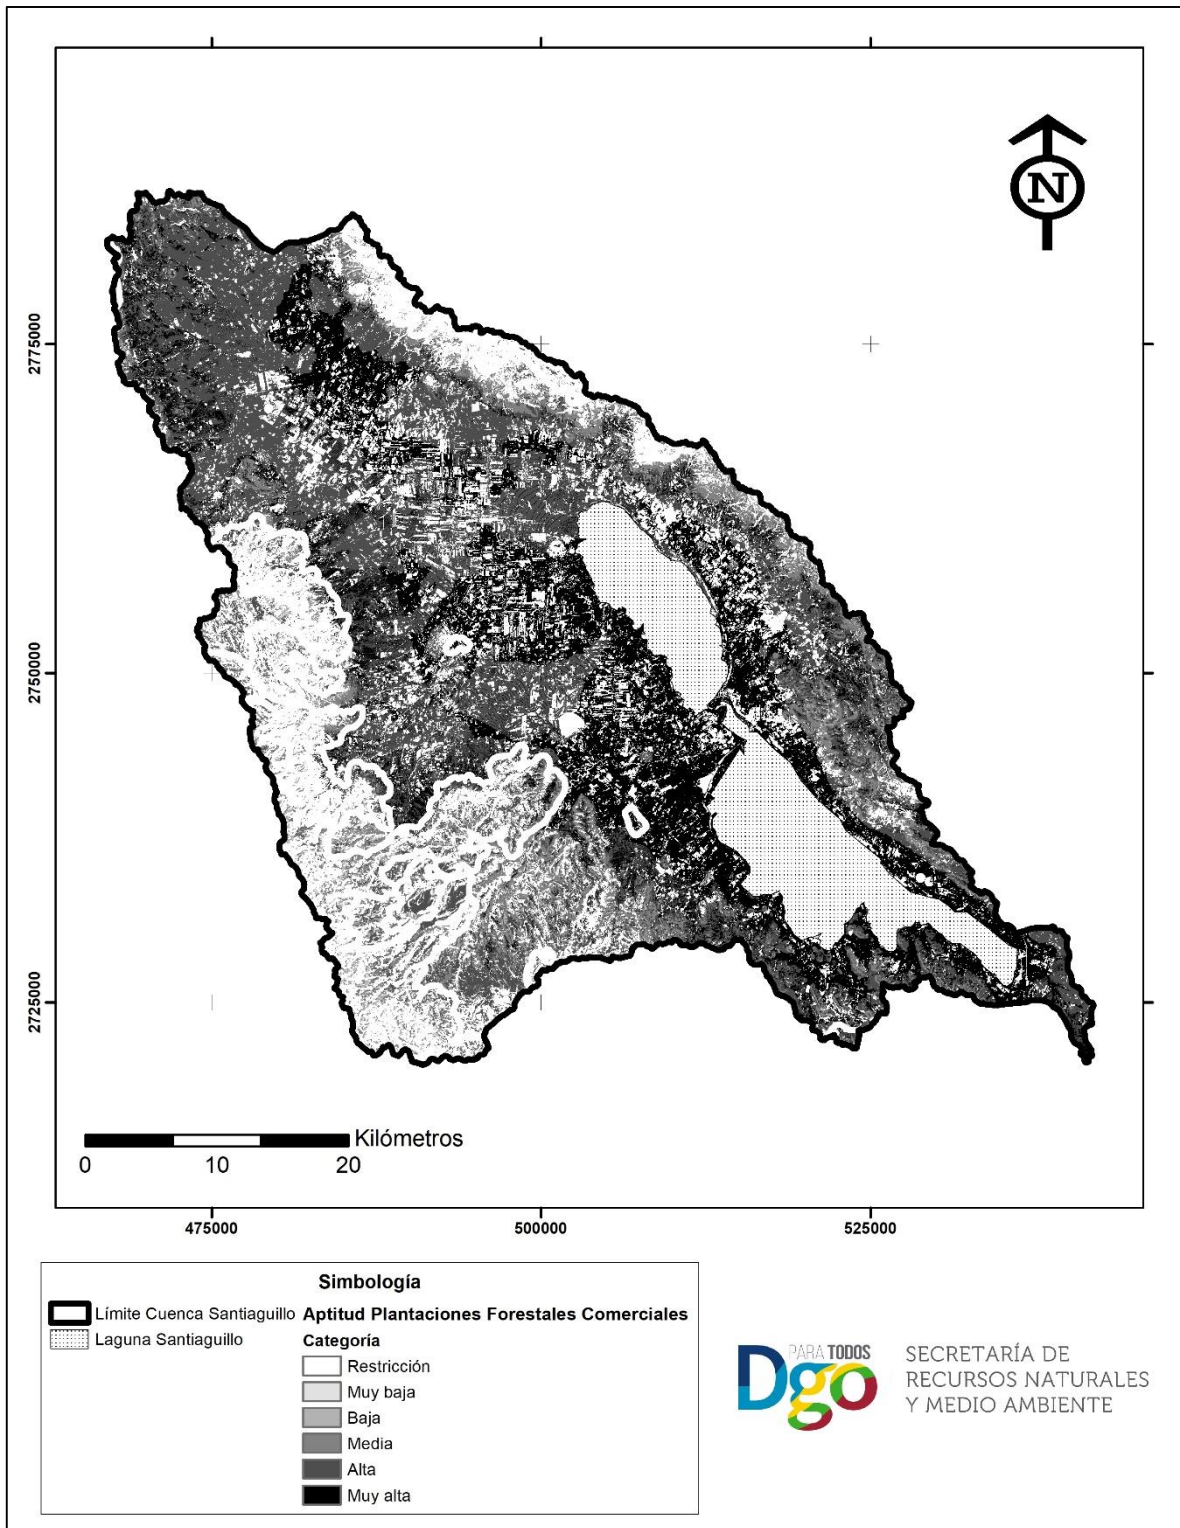 N
2775000
2775000
2750000
2725000
Kilómetros
0 10 20
475000 500000 525000
Simbología
Límite Cuenca Santiaguillo
Laguna Santiaguillo
Aptitud Plantaciones Forestales Comerciales
Categoría
Restricción
Muy baja
Baja
Media
Alta
Muy alta
PARA TODOS
Dgo
SECRETARÍA DE
RECURSOS NATURALES
Y MEDIO AMBIENTE